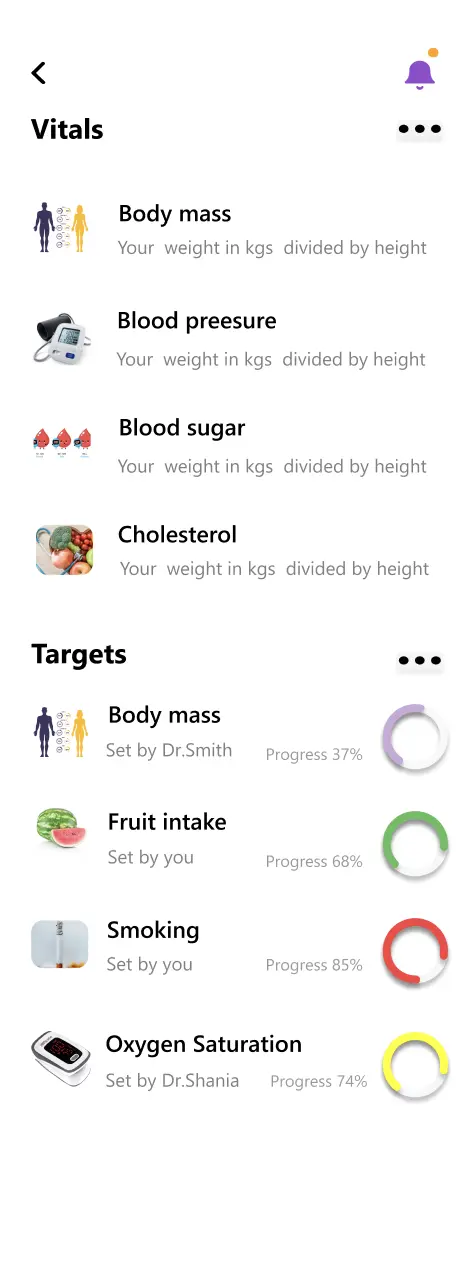 Vitals
Body mass
Your weight in kgs divided by height
Blood preesure
Your weight in kgs divided by height
Blood sugar
Your weight in kgs divided by height
Cholesterol
Your weight in kgs divided by height
Targets
Body mass
Set by Dr.Smith
Progress 37%
Fruit intake
Set by you
Progress 68%
Smoking
Set by you
Progress 85%
Oxygen Saturation
Set by Dr.Shania
Progress 74%